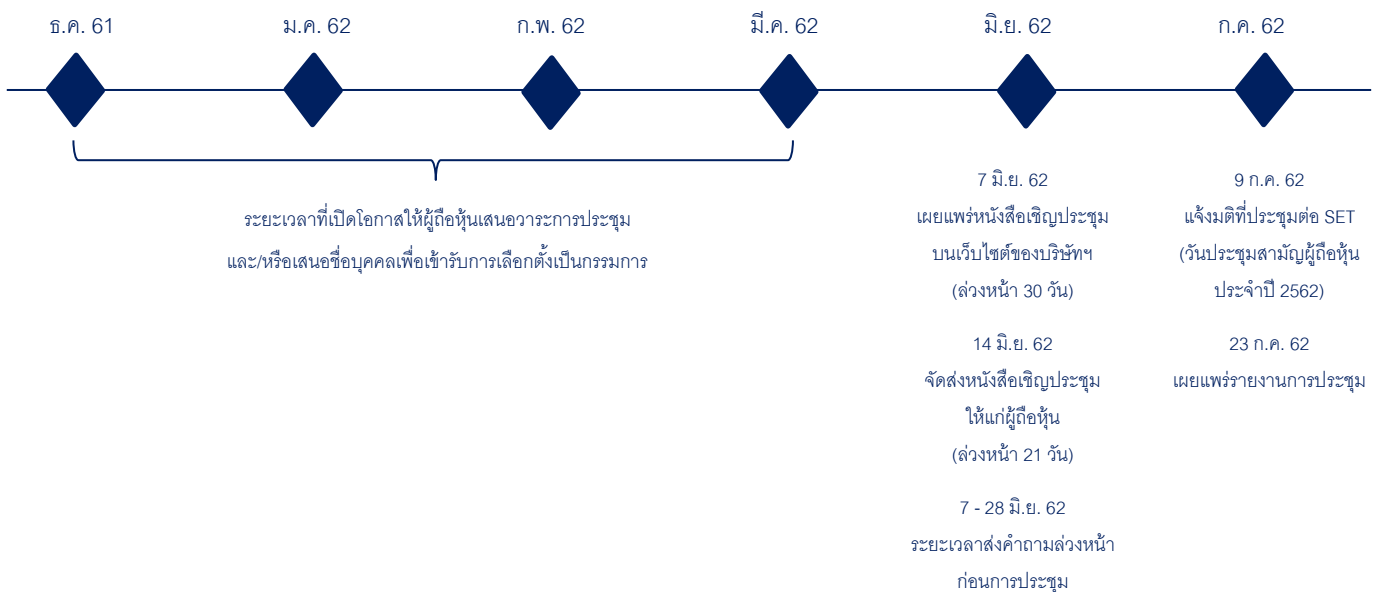 ธ.ค. 61
ม.ค. 62
ก.พ. 62
มี.ค. 62
มิ.ย. 62
ก.ค. 62
ระยะเวลาที่เปิดโอกาสให้ผู้ถือหุ้นเสนอวาระการประชุม
และ/หรือเสนอชื่อบุคคลเพื่อเข้ารับการเลือกตั้งเป็นกรรมการ
7 มิ.ย. 62
เผยแพร่หนังสือเชิญประชุม
บนเว็บไซต์ของบริษัทฯ
(ล่วงหน้า 30 วัน)
14 มิ.ย. 62
จัดส่งหนังสือเชิญประชุม
ให้แก่ผู้ถือหุ้น
(ล่วงหน้า 21 วัน)
7 - 28 มิ.ย. 62
ระยะเวลาส่งคำถามล่วงหน้า
ก่อนการประชุม
9 ก.ค. 62
แจ้งมติที่ประชุมต่อ SET
(วันประชุมสามัญผู้ถือหุ้น
ประจำปี 2562)
23 ก.ค. 62
เผยแพร่รายงานการประชุม